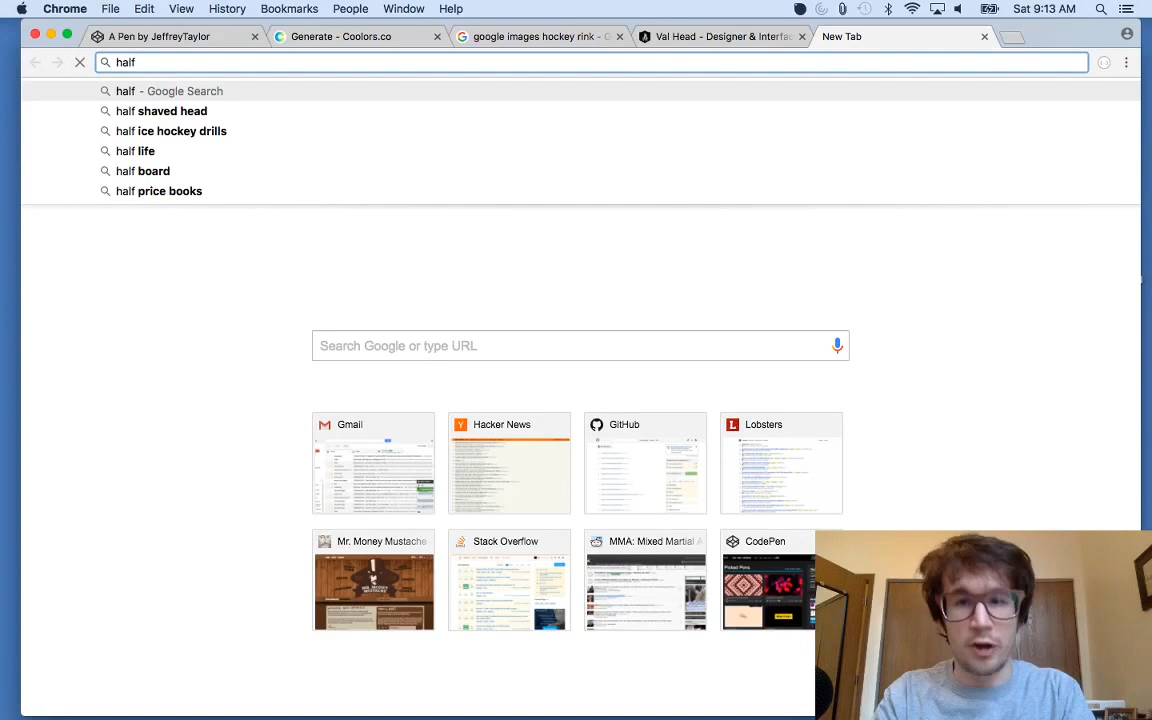 Chrome File Edit View History Bookmarks People Window Help Sat 9:13 AM
A Pen by JeffreyTaylor Generate - Coolors.co google images hockey rink - G Val Head - Designer & Interfac New Tab
half
half - Google Search
half shaved head
half ice hockey drills
half life
half board
half price books
Search Google or type URL
Gmail Hacker News GitHub Lobsters
Mr. Money Mustache Stack Overflow MMA: Mixed Martial A CodePen
Picked Pens